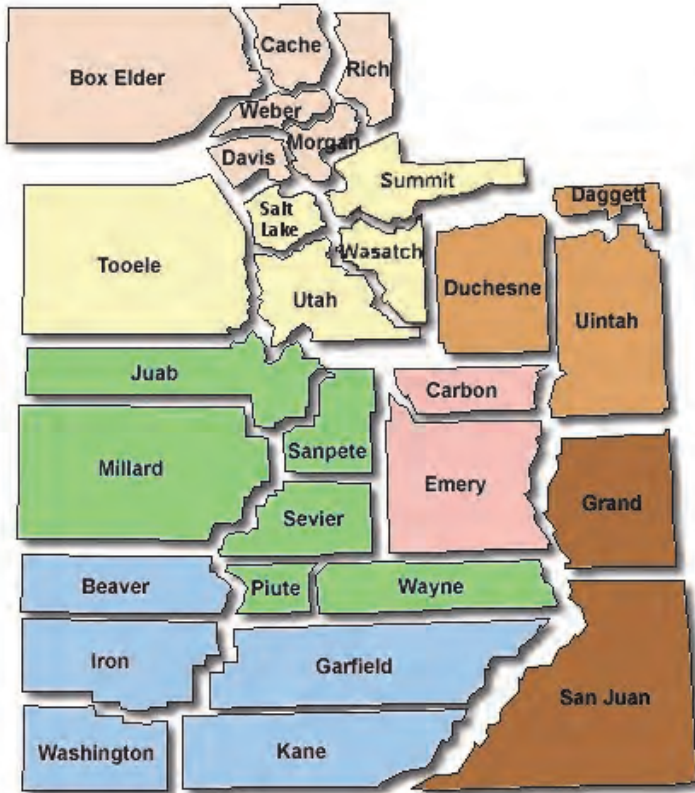 Cache
Rich
Box Elder
Weber
Morgan
Davis
Summit
Daggett
Salt
Lake
Wasatch
Tooele
Utah
Duchesne
Uintah
Juab
Carbon
Sanpete
Millard
Emery
Grand
Sevier
Beaver
Piute
Wayne
Iron
Garfield
San Juan
Washington
Kane